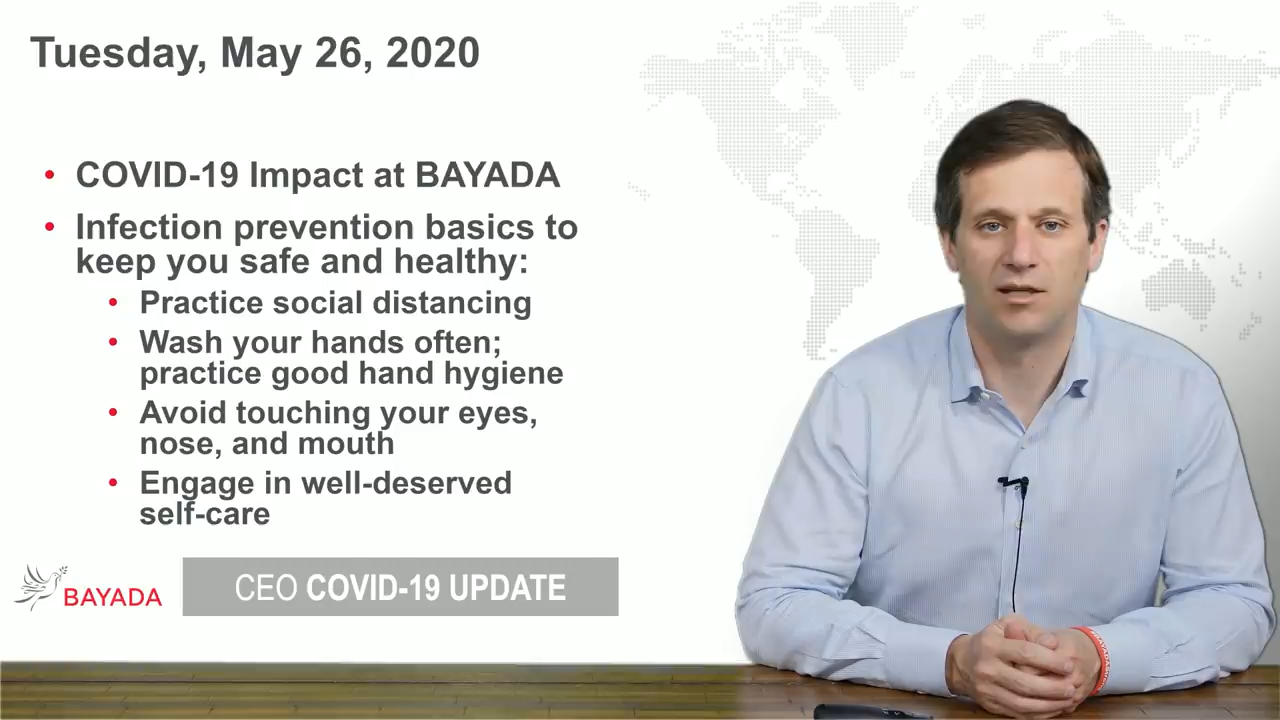 Tuesday, May 26, 2020
• COVID-19 Impact at BAYADA
• Infection prevention basics to
keep you safe and healthy:
• Practice social distancing
• Wash your hands often;
practice good hand hygiene
• Avoid touching your eyes,
nose, and mouth
• Engage in well-deserved
self-care
BAYADA
CEO COVID-19 UPDATE